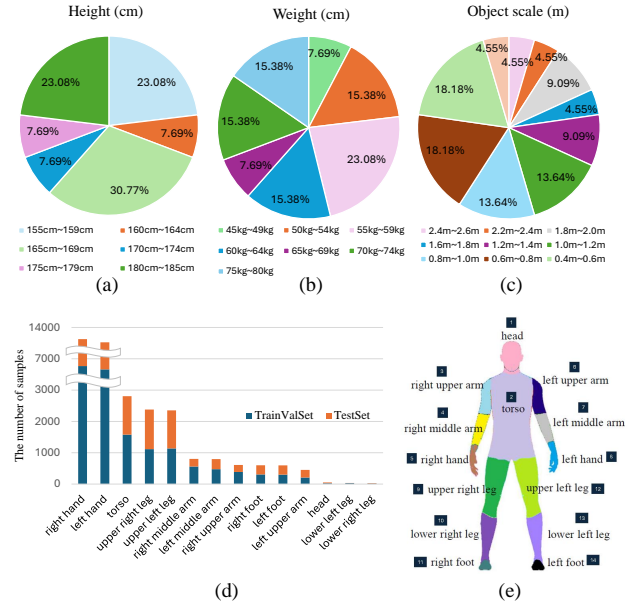 Height (cm)
23.08%
23.08%
7.69%
7.69%
7.69%
30.77%
155cm~159cm
160cm~164cm
165cm~169cm
170cm~174cm
175cm~179cm
180cm~185cm
(a)
Weight (cm)
7.69%
15.38%
15.38%
15.38%
23.08%
7.69%
15.38%
45kg~49kg
50kg~54kg
55kg~59kg
60kg~64kg
65kg~69kg
70kg~74kg
75kg~80kg
(b)
Object scale (m)
4.55%
4.55%
4.55%
9.09%
18.18%
4.55%
9.09%
18.18%
13.64%
13.64%
2.4m~2.6m
2.2m~2.4m
1.8m~2.0m
1.6m~1.8m
1.2m~1.4m
1.0m~1.2m
0.8m~1.0m
0.6m~0.8m
0.4m~0.6m
(c)
The number of samples
14000
7000
3000
2000
1000
0
TrainValSet
TestSet
right hand
left hand
torso
upper right leg
upper left leg
right middle arm
left middle arm
right upper arm
right foot
left foot
left upper arm
head
lower left leg
lower right leg
(d)
1
head
3
right upper arm
6
left upper arm
2
torso
4
right middle arm
7
left middle arm
5
right hand
left hand
9
upper right leg
upper left leg
12
10
lower right leg
13
lower left leg
11
right foot
left foot
14
(e)